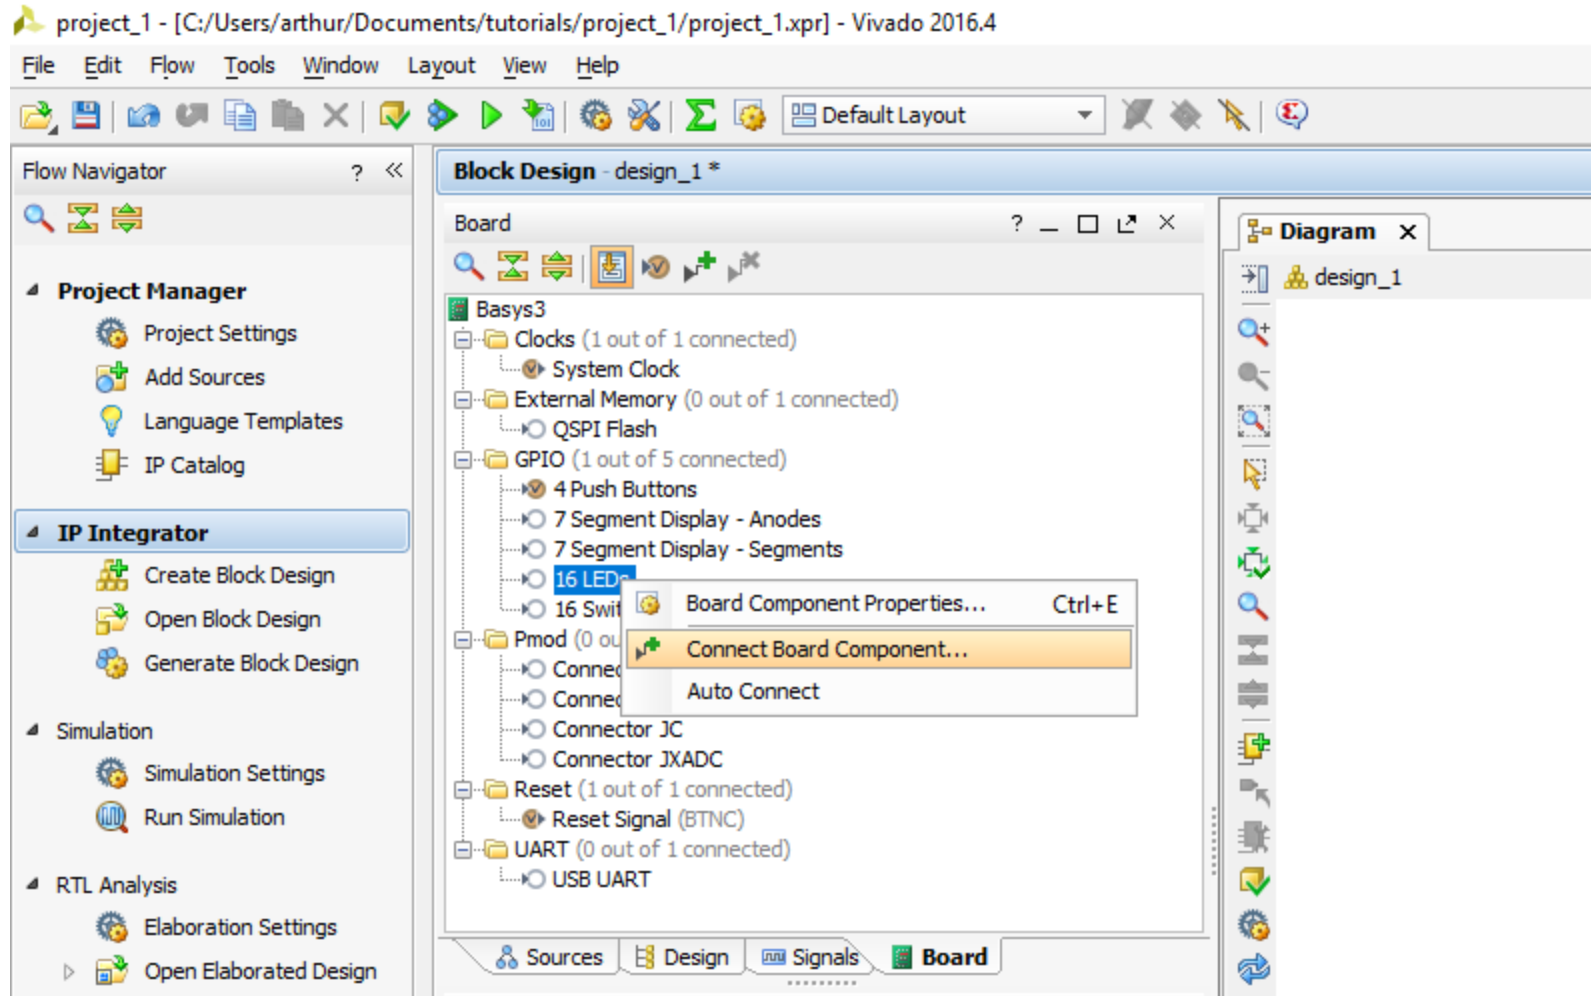 project_1 - [C:/Users/arthur/Documents/tutorials/project_1/project_1.xpr] - Vivado 2016.4
File Edit Flow Tools Window Layout View Help
Default Layout
Flow Navigator ? «
Project Manager
Project Settings
Add Sources
Language Templates
IP Catalog
IP Integrator
Create Block Design
Open Block Design
Generate Block Design
Simulation
Simulation Settings
Run Simulation
RTL Analysis
Elaboration Settings
Open Elaborated Design
Block Design - design_1 *
Board ?
Basys3
Clocks (1 out of 1 connected)
System Clock
External Memory (0 out of 1 connected)
QSPI Flash
GPIO (1 out of 5 connected)
4 Push Buttons
7 Segment Display - Anodes
7 Segment Display - Segments
16 LEDs
16 Swit
Pmod (0 ou
Connec
Connec
Connector JC
Connector JXADC
Reset (1 out of 1 connected)
Reset Signal (BTNC)
UART (0 out of 1 connected)
USB UART
Board Component Properties... Ctrl+E
Connect Board Component...
Auto Connect
Sources Design Signals Board
Diagram
design_1